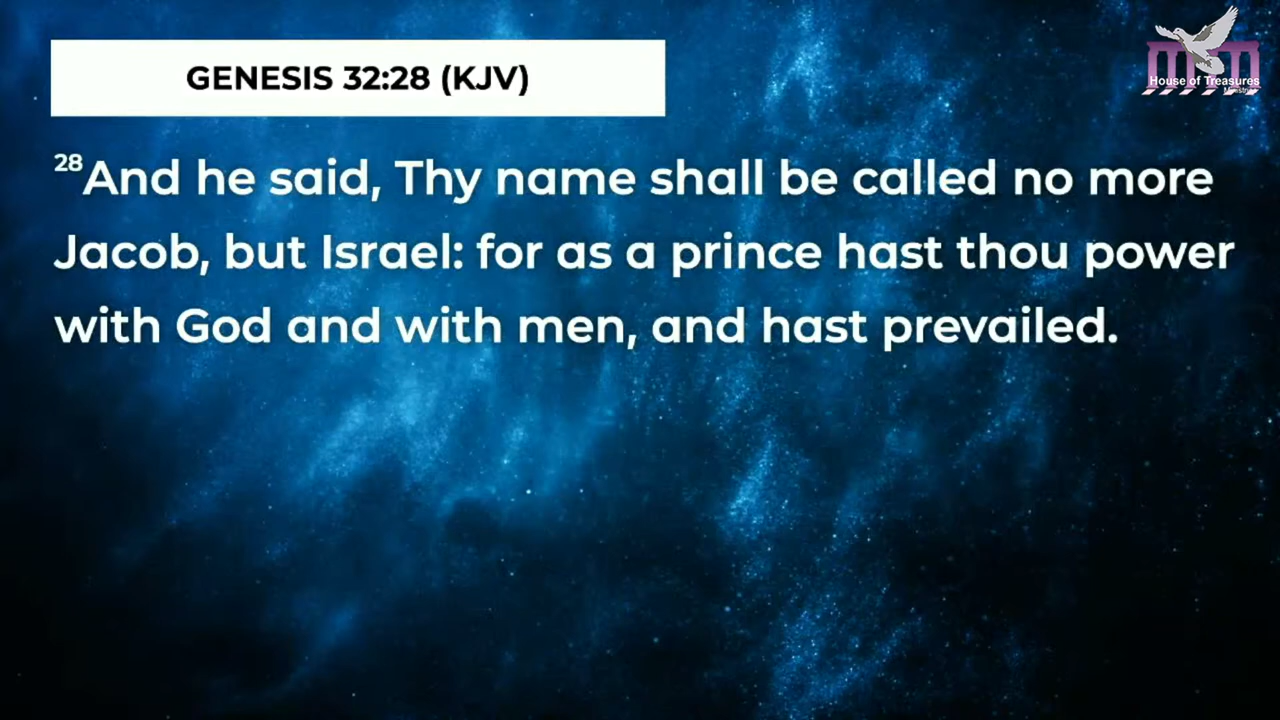 GENESIS 32:28 (KJV)
House of Treasures
Ministries
28And he said, Thy name shall be called no more
Jacob, but Israel: for as a prince hast thou power
with God and with men, and hast prevailed.